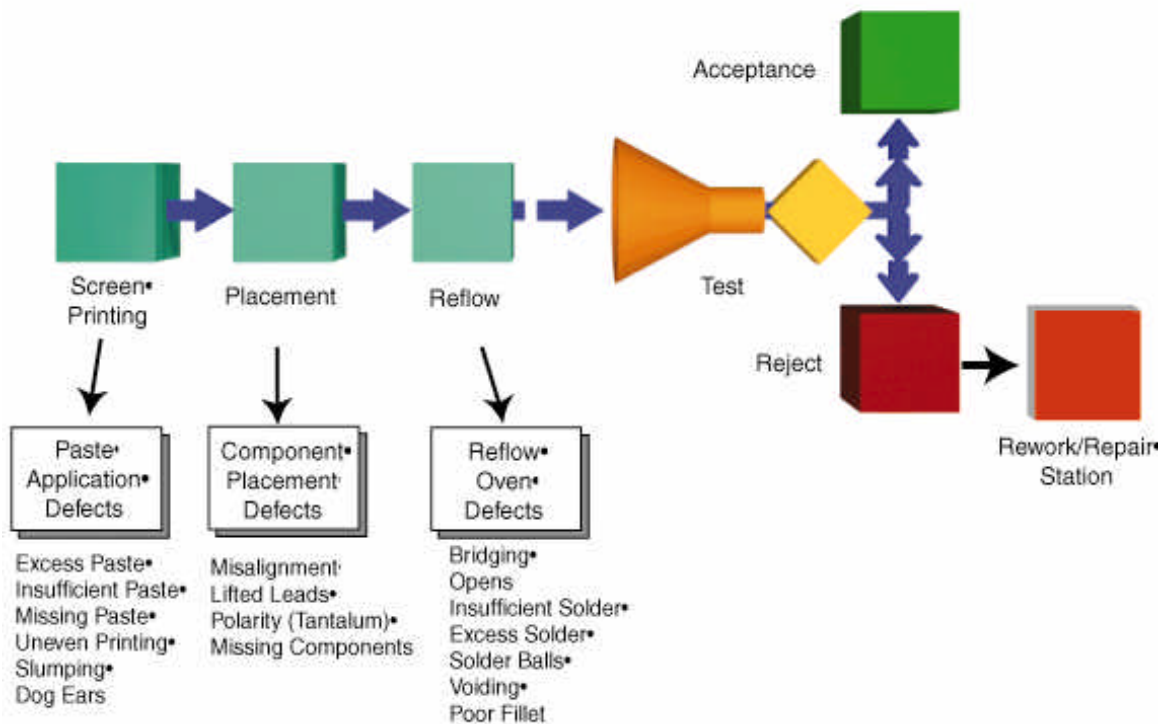 Acceptance
Screen•
Printing
Placement
Reflow
Test
Reject
Rework/Repair•
Station
Paste•
Application•
Defects
Component•
Placement•
Defects
Reflow•
Oven•
Defects
Excess Paste•
Insufficient Paste•
Missing Paste•
Uneven Printing•
Slumping•
Dog Ears
Misalignment•
Lifted Leads•
Polarity (Tantalum)•
Missing Components
Bridging•
Opens
Insufficient Solder•
Excess Solder•
Solder Balls•
Voiding•
Poor Fillet